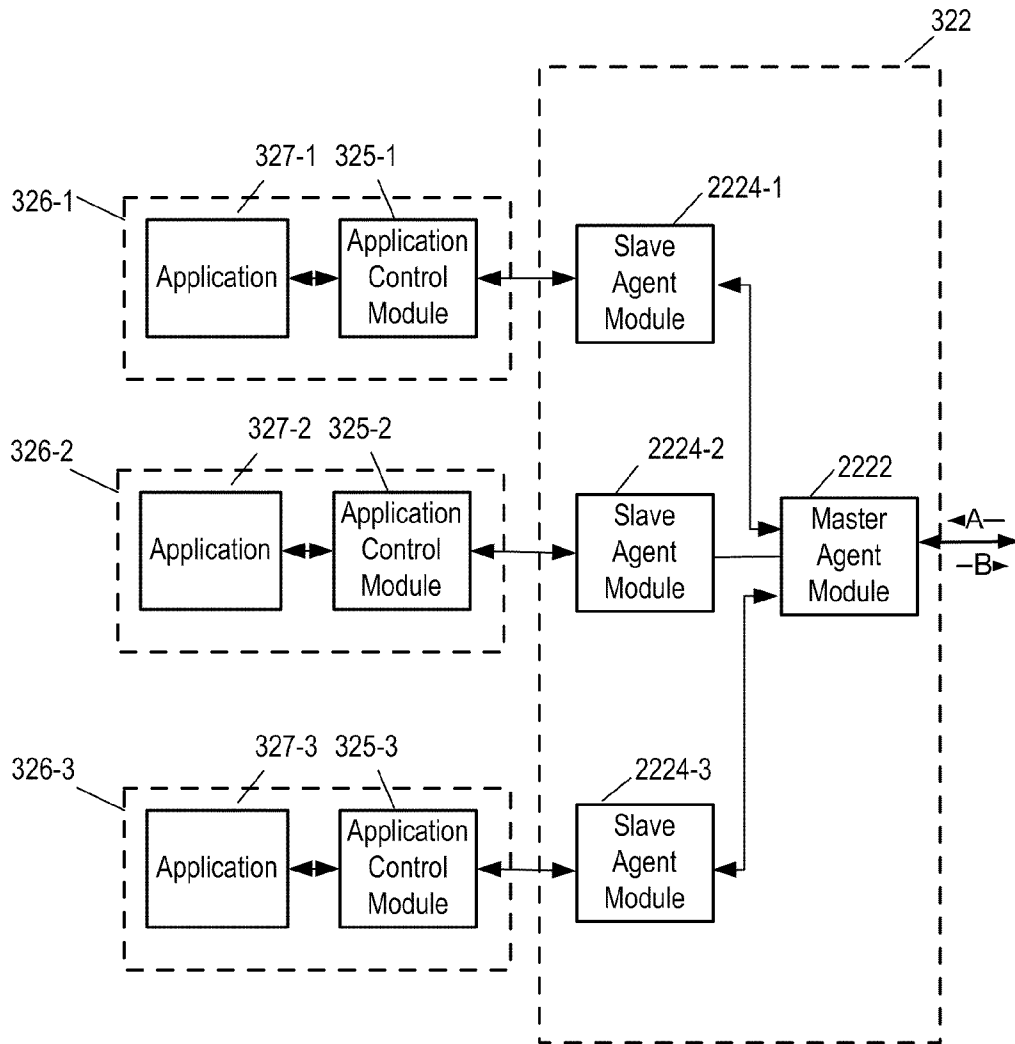 322
327-1 325-1
326-1
2224-1
Application
Application
Control
Module
Slave
Agent
Module
327-2 325-2
326-2
2224-2
2222
Application
Application
Control
Module
Slave
Agent
Module
Master
Agent
Module
◄A–
–B►
327-3 325-3
326-3
2224-3
Application
Application
Control
Module
Slave
Agent
Module